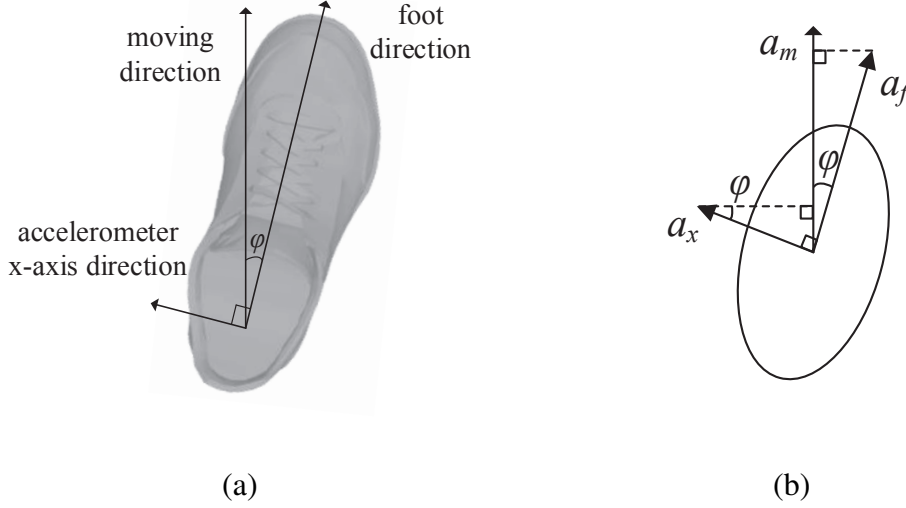 moving
direction
foot
direction
φ
accelerometer
x-axis direction
(a)
a_m
a_f
φ
φ
a_x
(b)